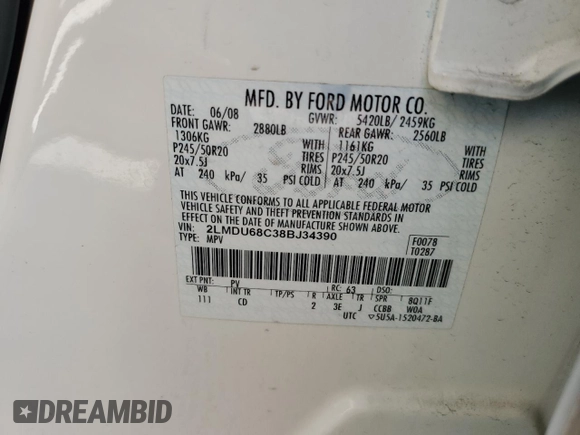 MFD. BY FORD MOTOR CO.
DATE: 06/08 GVWR: 5420LB/ 2459KG
FRONT GAWR: 2880LB REAR GAWR: 2560LB
1306KG WITH 1161KG WITH
P245/50R20 TIRES P245/50R20 TIRES
20x7.5J RIMS 20x7.5J RIMS
AT 240 kPa/ 35 PSI COLD AT 240 kPa/ 35 PSI COLD
THIS VEHICLE CONFORMS TO ALL APPLICABLE FEDERAL MOTOR
VEHICLE SAFETY AND THEFT PREVENTION STANDARDS IN
EFFECT ON THE DATE OF MANUFACTURE SHOWN ABOVE.
VIN: 2LMDU68C38BJ34390 F0078
TYPE: MPV T0287
EXT PNT: PV RC: 63 DSO:
WB INT TR TP/PS R AXLE TR SPR 8Q11F
111 CD 2 3E J CCBB W0A
UTC 5U5A-1520472-BA
Ford
DREAMBID